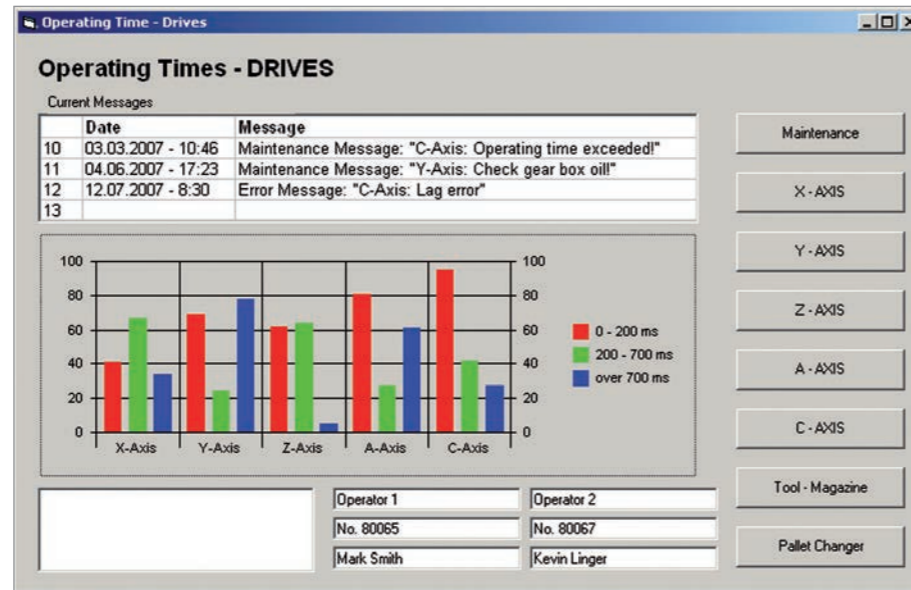 Operating Time - Drives
Operating Times - DRIVES
Current Messages
Date Message
10 03.03.2007 - 10:46 Maintenance Message: "C-Axis: Operating time exceeded!"
11 04.06.2007 - 17:23 Maintenance Message: "Y-Axis: Check gear box oil!"
12 12.07.2007 - 8:30 Error Message: "C-Axis: Lag error"
13
100 100
80 80
60 60
40 40
20 20
0 0
X-Axis Y-Axis Z-Axis A-Axis C-Axis
0 - 200 ms
200 - 700 ms
over 700 ms
Operator 1 Operator 2
No. 80065 No. 80067
Mark Smith Kevin Linger
Maintenance
X - AXIS
Y - AXIS
Z - AXIS
A - AXIS
C - AXIS
Tool - Magazine
Pallet Changer